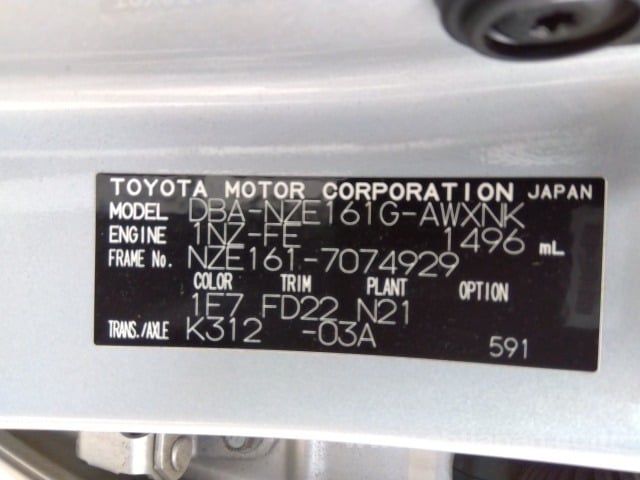 TOYOTA MOTOR CORPORATION JAPAN
MODEL DBA-NZE161G-AWXNK
ENGINE 1NZ-FE 1496 mL
FRAME No. NZE161-7074929
COLOR TRIM PLANT OPTION
1E7 FD22 N21
TRANS./AXLE K312 -03A
591